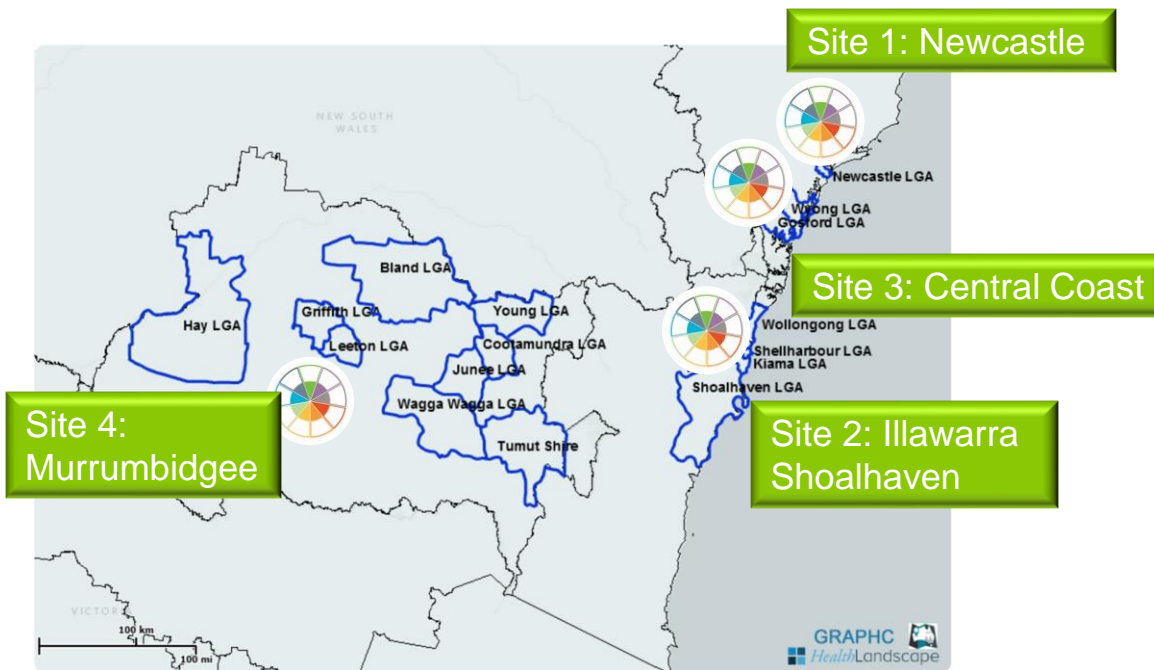 Site 1: Newcastle
NEW SOUTH
WALES
Newcastle LGA
Wyong LGA
Gosford LGA
Bland LGA
Site 3: Central Coast
Griffith LGA
Young LGA
Hay LGA
Wollongong LGA
Leeton LGA
Cootamundra LGA
Shellharbour LGA
Kiama LGA
Junee LGA
Shoalhaven LGA
Wagga Wagga LGA
Site 4:
Murrumbidgee
Site 2: Illawarra
Shoalhaven
Tumut Shire
VICTORIA
100 km
100 mi
GRAPHC
HealthLandscape